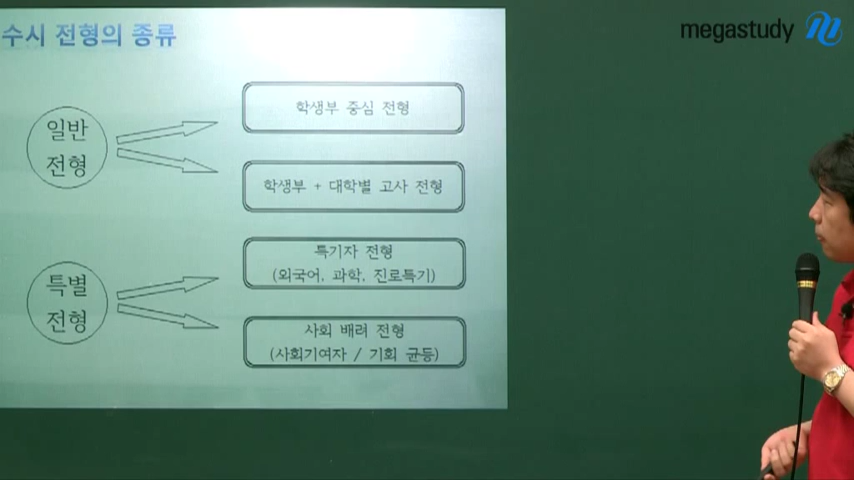 수시 전형의 종류
megastudy
일반
전형
학생부 중심 전형
학생부 + 대학별 고사 전형
특별
전형
특기자 전형
(외국어, 과학, 진로특기)
사회 배려 전형
(사회기여자 / 기회 균등)